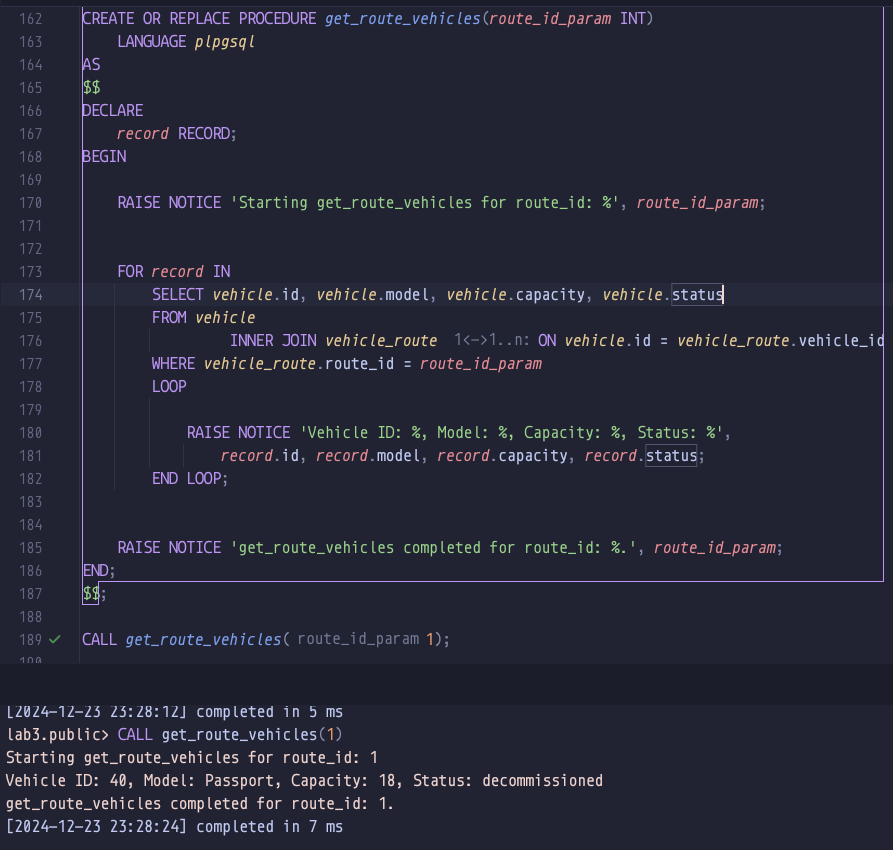 162 CREATE OR REPLACE PROCEDURE get_route_vehicles(route_id_param INT)
163 LANGUAGE plpgsql
164 AS
165 $$
166 DECLARE
167 record RECORD;
168 BEGIN
169
170 RAISE NOTICE 'Starting get_route_vehicles for route_id: %', route_id_param;
171
172
173 FOR record IN
174 SELECT vehicle.id, vehicle.model, vehicle.capacity, vehicle.status
175 FROM vehicle
176 INNER JOIN vehicle_route 1<->1..n: ON vehicle.id = vehicle_route.vehicle_id
177 WHERE vehicle_route.route_id = route_id_param
178 LOOP
179
180 RAISE NOTICE 'Vehicle ID: %, Model: %, Capacity: %, Status: %',
181 record.id, record.model, record.capacity, record.status;
182 END LOOP;
183
184
185 RAISE NOTICE 'get_route_vehicles completed for route_id: %.', route_id_param;
186 END;
187 $$;
188
189 CALL get_route_vehicles( route_id_param 1);
190
[2024-12-23 23:28:12] completed in 5 ms
lab3.public> CALL get_route_vehicles(1)
Starting get_route_vehicles for route_id: 1
Vehicle ID: 40, Model: Passport, Capacity: 18, Status: decommissioned
get_route_vehicles completed for route_id: 1.
[2024-12-23 23:28:24] completed in 7 ms